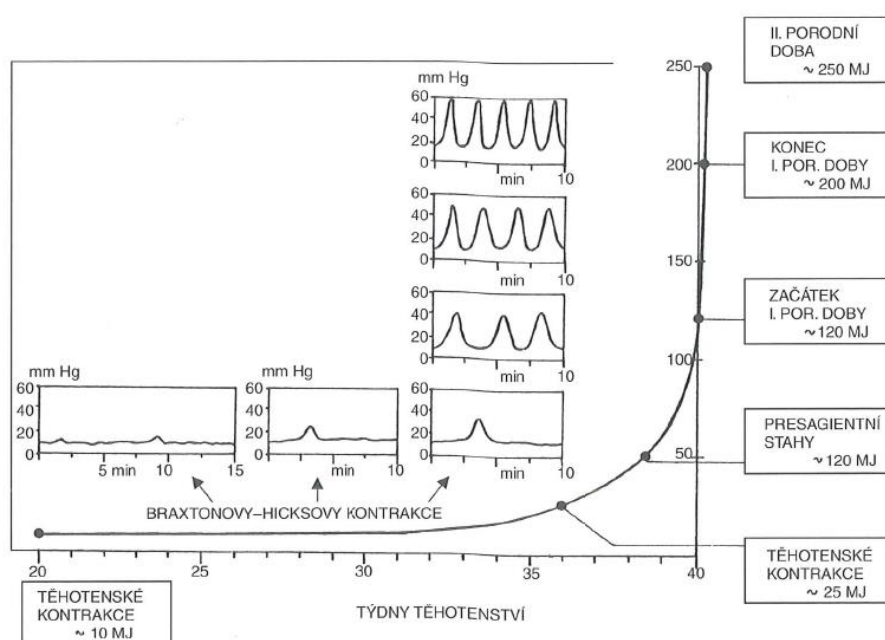 II. PORODNÍ
DOBA
~ 250 MJ
250
mm Hg
60
40
20
0
min 10
KONEC
I. POR. DOBY
~ 200 MJ
200
60
40
20
0
min 10
150
60
40
20
0
min 10
ZAČÁTEK
I. POR. DOBY
~120 MJ
100
mm Hg
60
40
20
0
5 min 10 15
mm Hg
60
40
20
0
min 10
60
40
20
0
min 10
PRESAGIENTNÍ
STAHY
~120 MJ
50
BRAXTONOVY–HICKSOVY KONTRAKCE
TĚHOTENSKÉ
KONTRAKCE
~ 25 MJ
20 25 30 35 40
TĚHOTENSKÉ
KONTRAKCE
~ 10 MJ
TÝDNY TĚHOTENSTVÍ